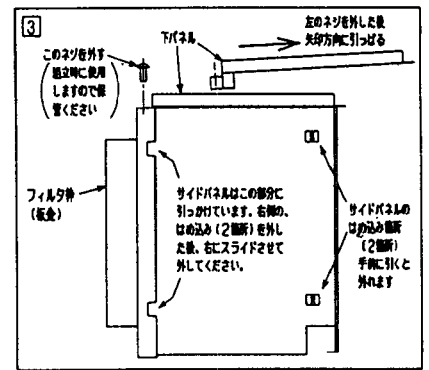 3
このネジを外す
組立時に使用
しますので保
管ください
下パネル
左のネジを外した後
矢印方向に引っぱる
フィルタ枠
(板金)
サイドパネルはこの部分に
引っかけています。右側の、
はめ込み(2箇所)を外し
た後、右にスライドさせて
外してください。
サイドパネルの
はめ込み箇所
(2箇所)
手前に引くと
外れます